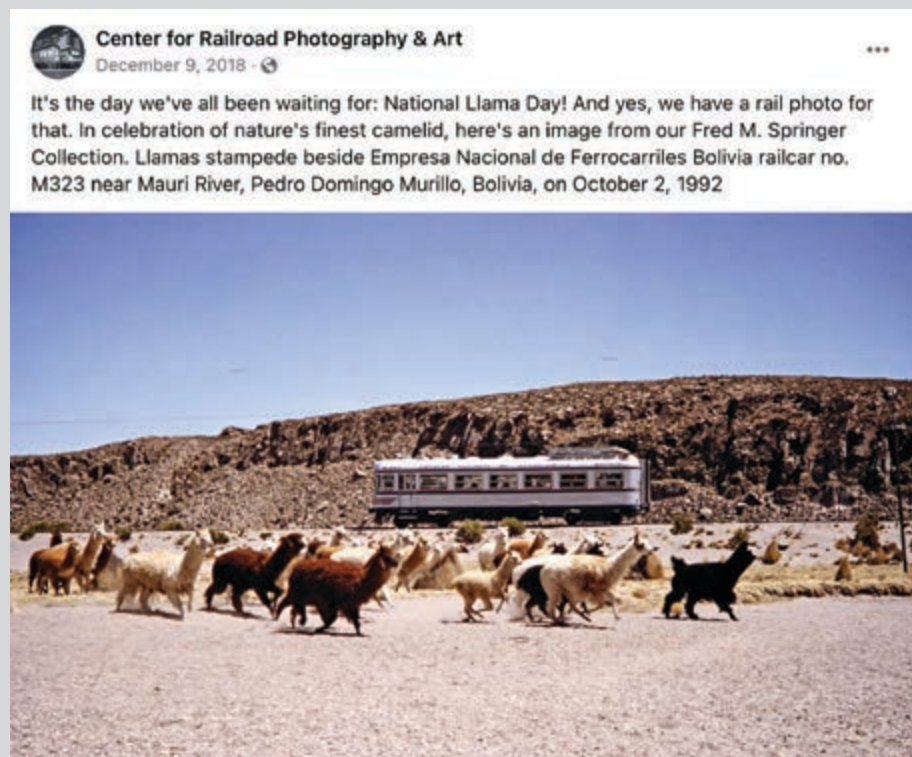 Center for Railroad Photography & Art
December 9, 2018 ·
It's the day we've all been waiting for: National Llama Day! And yes, we have a rail photo for
that. In celebration of nature's finest camelid, here's an image from our Fred M. Springer
Collection. Llamas stampede beside Empresa Nacional de Ferrocarriles Bolivia railcar no.
M323 near Mauri River, Pedro Domingo Murillo, Bolivia, on October 2, 1992